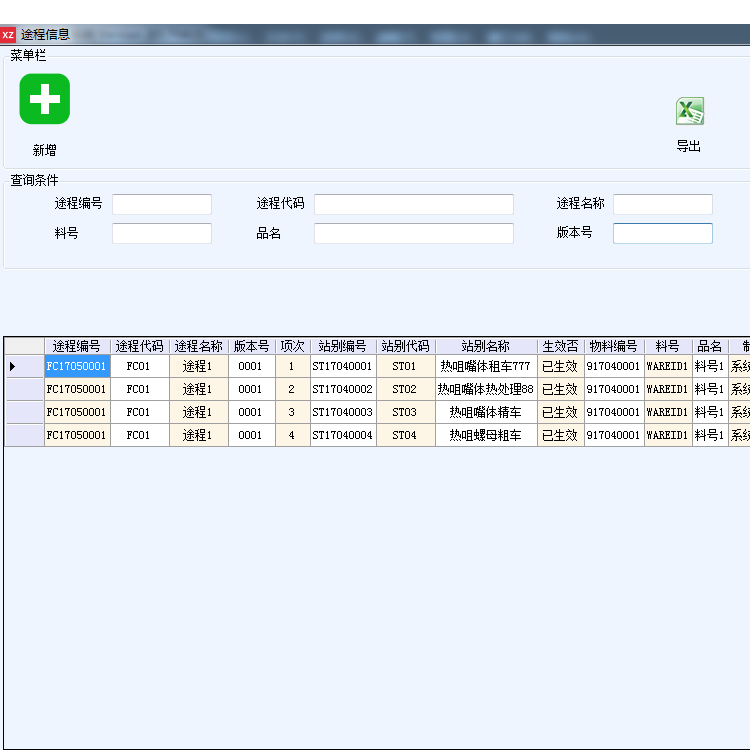 XZ 途程信息
菜单栏
新增
导出
查询条件
途程编号 途程代码 途程名称
料号 品名 版本号
途程编号 途程代码 途程名称 版本号 项次 站别编号 站别代码 站别名称 生效否 物料编号 料号 品名
FC17050001 FC01 途程1 0001 1 ST17040001 ST01 热咀嘴体租车777 已生效 917040001 WAREID1 料号1 系统
FC17050001 FC01 途程1 0001 2 ST17040002 ST02 热咀嘴体热处理88 已生效 917040001 WAREID1 料号1 系统
FC17050001 FC01 途程1 0001 3 ST17040003 ST03 热咀嘴体精车 已生效 917040001 WAREID1 料号1 系统
FC17050001 FC01 途程1 0001 4 ST17040004 ST04 热咀螺母粗车 已生效 917040001 WAREID1 料号1 系统